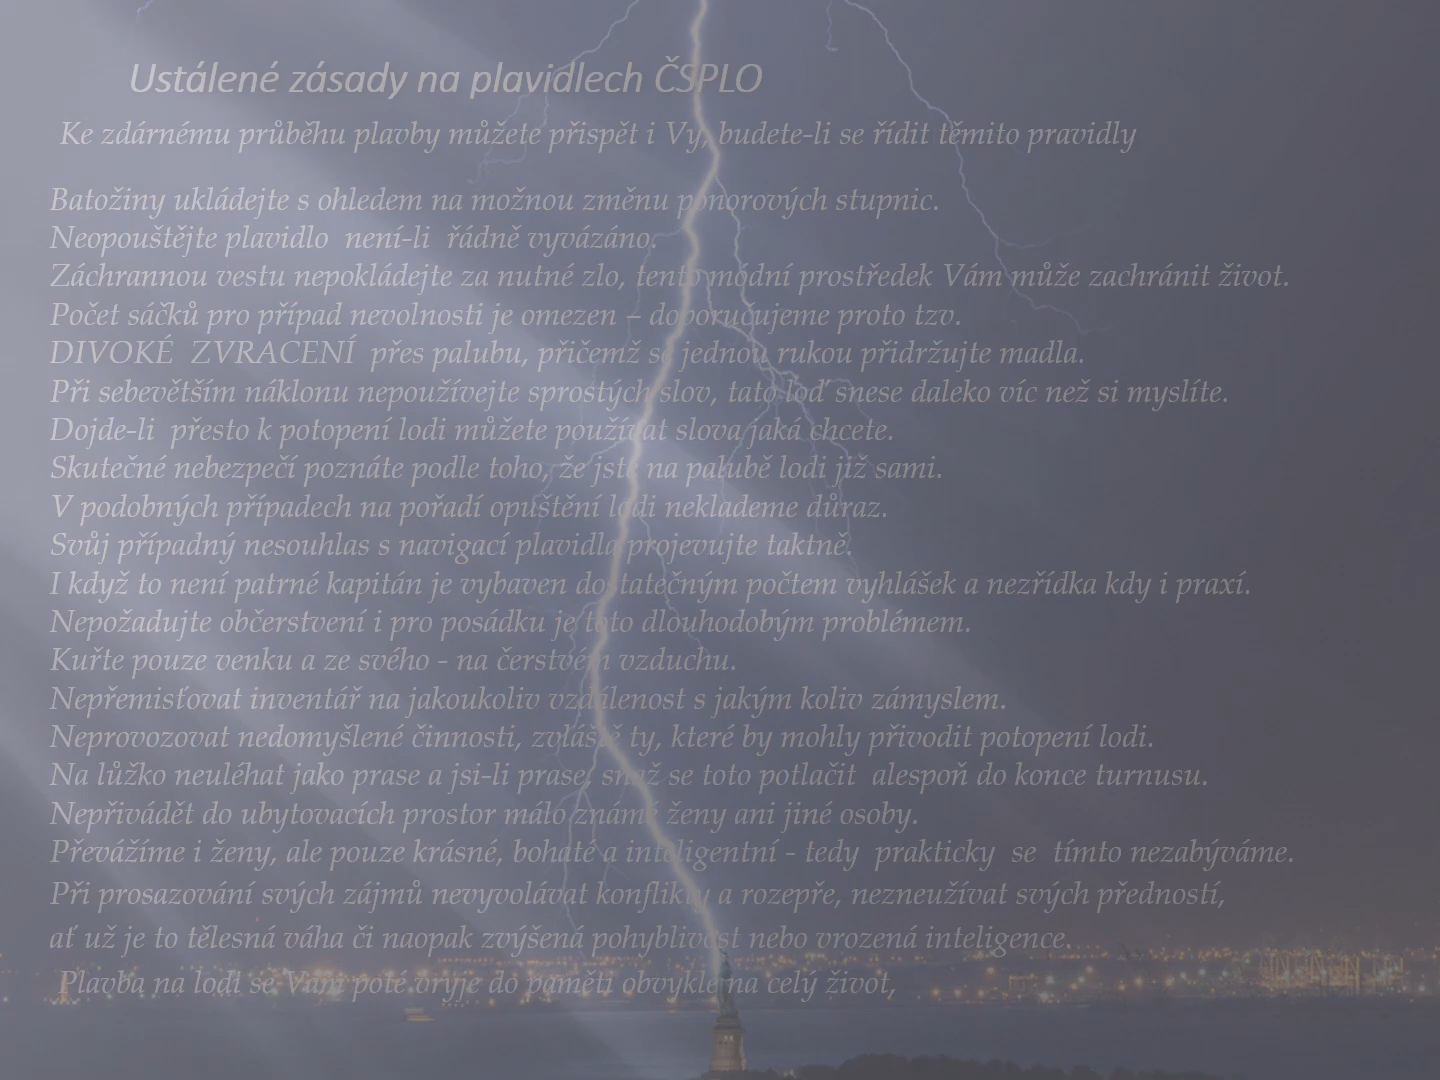 Ustálené zásady na plavidlech ČSPLO
Ke zdárnému průběhu plavby můžete přispět i Vy, budete-li se řídit těmito pravidly
Batožiny ukládejte s ohledem na možnou změnu ponorových stupnic.
Neopouštějte plavidlo není-li řádně vyvázáno.
Záchrannou vestu nepokládejte za nutné zlo, tento módní prostředek Vám může zachránit život.
Počet sáčků pro případ nevolnosti je omezen – doporučujeme proto tzv.
DIVOKÉ ZVRACENÍ přes palubu, přičemž se jednou rukou přidržujte madla.
Při sebevětším náklonu nepoužívejte sprostých slov, tato loď snese daleko víc než si myslíte.
Dojde-li přesto k potopení lodi můžete používat slova jaká chcete.
Skutečné nebezpečí poznáte podle toho, že jste na palubě lodi již sami.
V podobných případech na pořadí opuštění lodi neklademe důraz.
Svůj případný nesouhlas s navigací plavidla projevujte taktně.
I když to není patrné kapitán je vybaven dostatečným počtem vyhlášek a nezřídka kdy i praxí.
Nepožadujte občerstvení i pro posádku je toto dlouhodobým problémem.
Kuřte pouze venku a ze svého - na čerstvém vzduchu.
Nepřemisťovat inventář na jakoukoliv vzdálenost s jakým koliv zámyslem.
Neprovozovat nedomyšlené činnosti, zvláště ty, které by mohly přivodit potopení lodi.
Na lůžko neuléhat jako prase a jsi-li prase, snaž se toto potlačit alespoň do konce turnusu.
Nepřivádět do ubytovacích prostor málo známé ženy ani jiné osoby.
Převážíme i ženy, ale pouze krásné, bohaté a inteligentní - tedy prakticky se tímto nezabýváme.
Při prosazování svých zájmů nevyvolávat konflikty a rozepře, nezneužívat svých předností,
ať už je to tělesná váha či naopak zvýšená pohyblivost nebo vrozená inteligence.
Plavba na lodi se Vám poté vryje do paměti obvykle na celý život,